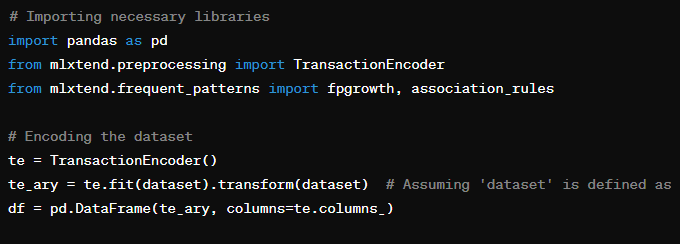 # Importing necessary libraries
import pandas as pd
from mlxtend.preprocessing import TransactionEncoder
from mlxtend.frequent_patterns import fpgrowth, association_rules
# Encoding the dataset
te = TransactionEncoder()
te_ary = te.fit(dataset).transform(dataset)  # Assuming 'dataset' is defined as
df = pd.DataFrame(te_ary, columns=te.columns_)